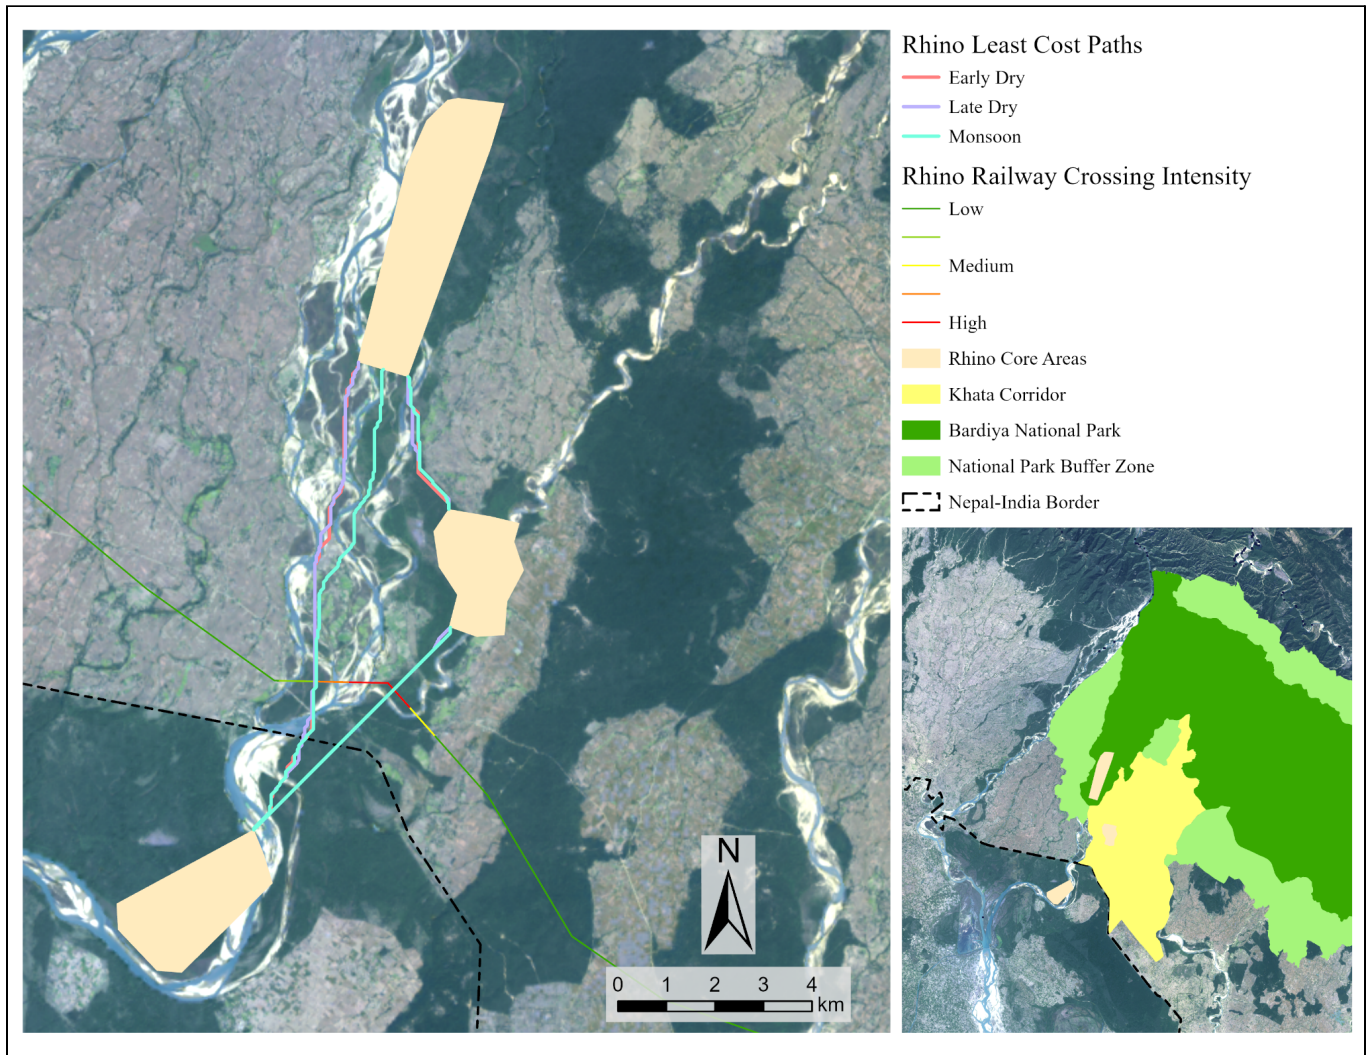 Rhino Least Cost Paths
Early Dry
Late Dry
Monsoon
Rhino Railway Crossing Intensity
Low
Medium
High
Rhino Core Areas
Khata Corridor
Bardiya National Park
National Park Buffer Zone
Nepal-India Border
N
0 1 2 3 4
km